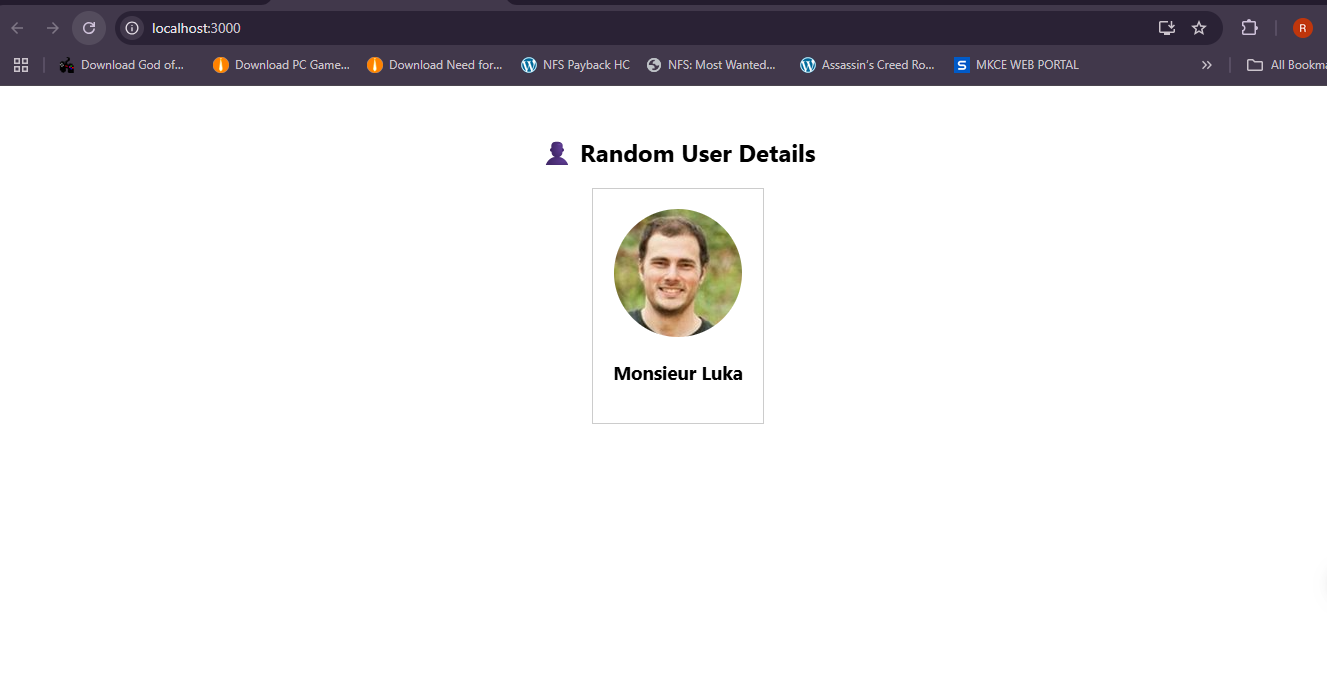 localhost:3000
Download God of... Download PC Game... Download Need for... NFS Payback HC NFS: Most Wanted... Assassin's Creed Ro... S MKCE WEB PORTAL » All Bookma
R
Random User Details
Monsieur Luka